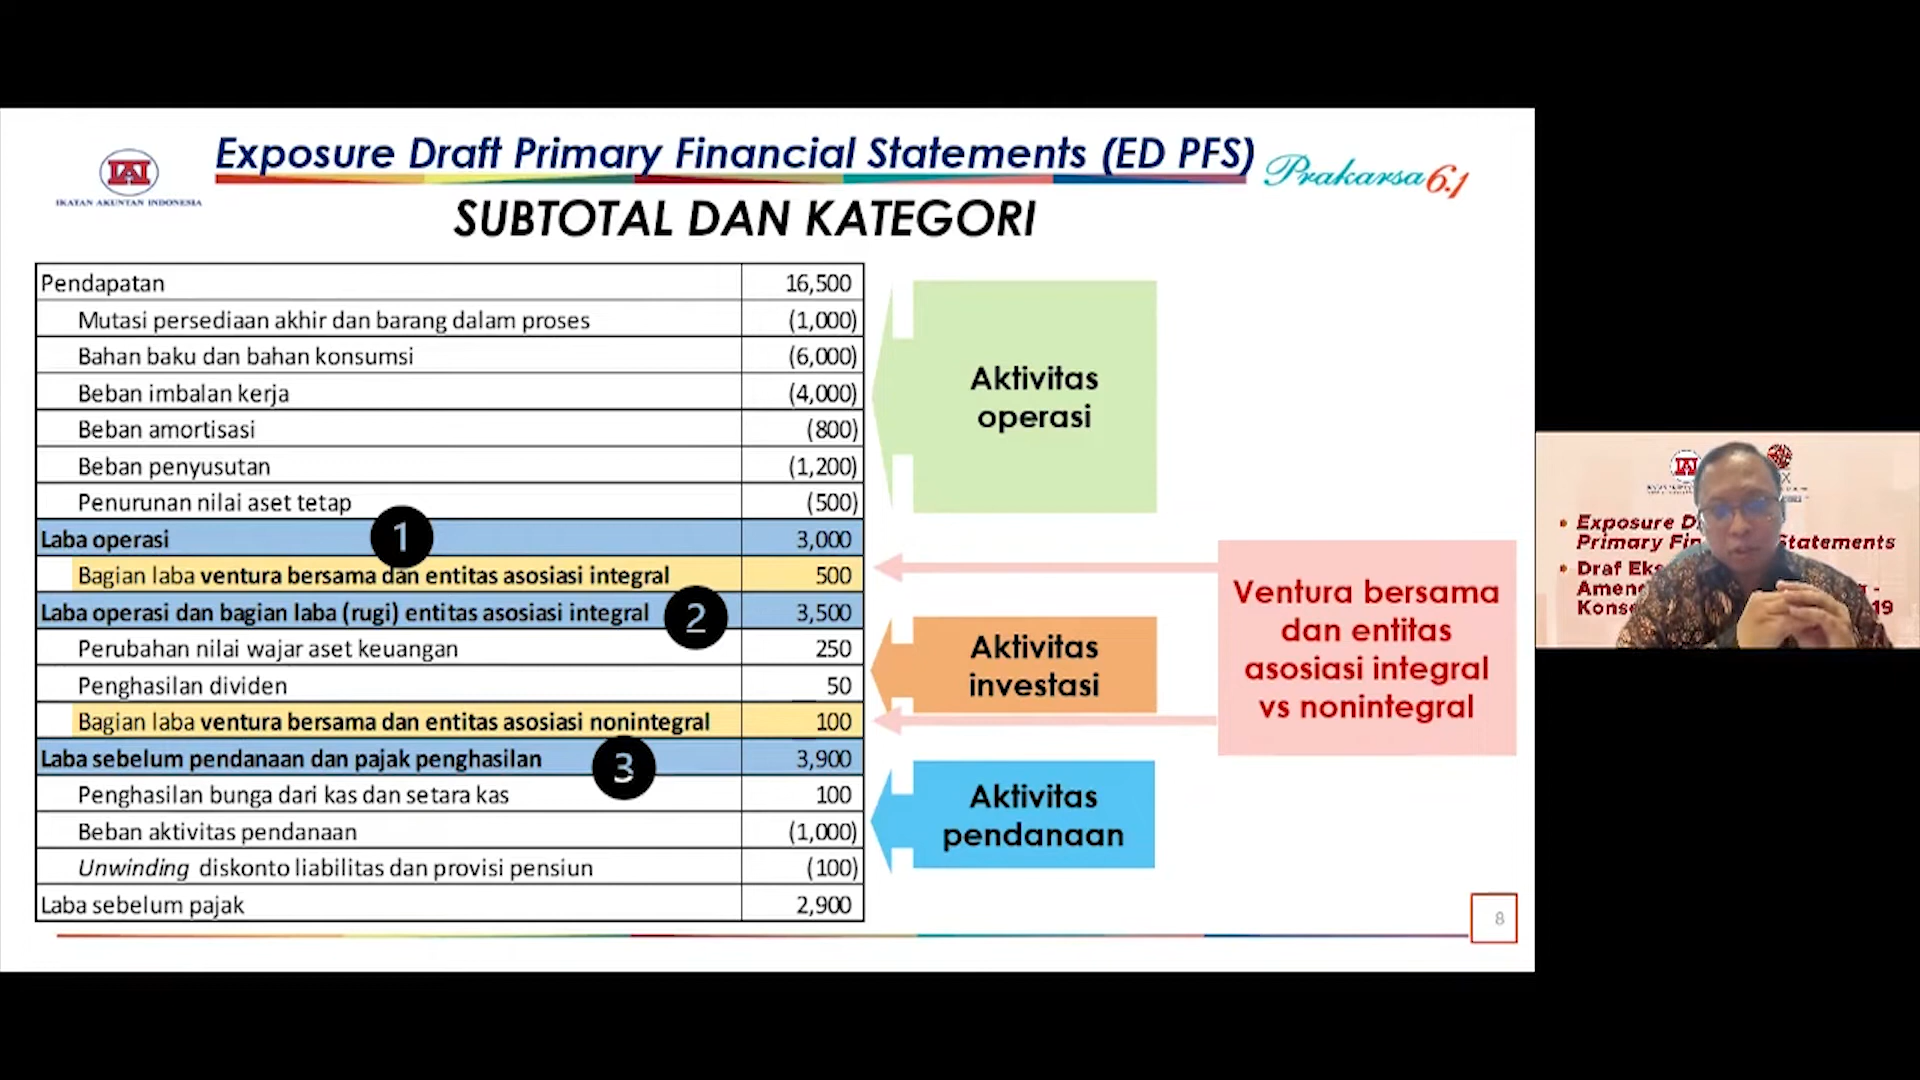 Exposure Draft Primary Financial Statements (ED PFS)
IAI
IKATAN AKUNTAN INDONESIA
Prakarsa 6.1
SUBTOTAL DAN KATEGORI
Pendapatan 16,500
Mutasi persediaan akhir dan barang dalam proses (1,000)
Bahan baku dan bahan konsumsi (6,000)
Beban imbalan kerja (4,000)
Beban amortisasi (800)
Beban penyusutan (1,200)
Penurunan nilai aset tetap (500)
Laba operasi 1 3,000
Bagian laba ventura bersama dan entitas asosiasi integral 500
Laba operasi dan bagian laba (rugi) entitas asosiasi integral 2 3,500
Perubahan nilai wajar aset keuangan 250
Penghasilan dividen 50
Bagian laba ventura bersama dan entitas asosiasi nonintegral 100
Laba sebelum pendanaan dan pajak penghasilan 3 3,900
Penghasilan bunga dari kas dan setara kas 100
Beban aktivitas pendanaan (1,000)
Unwinding diskonto liabilitas dan provisi pensiun (100)
Laba sebelum pajak 2,900
Aktivitas
operasi
Aktivitas
investasi
Aktivitas
pendanaan
Ventura bersama
dan entitas
asosiasi integral
vs nonintegral
8
IAI
• Exposure
Primary Statements
• Draf
19